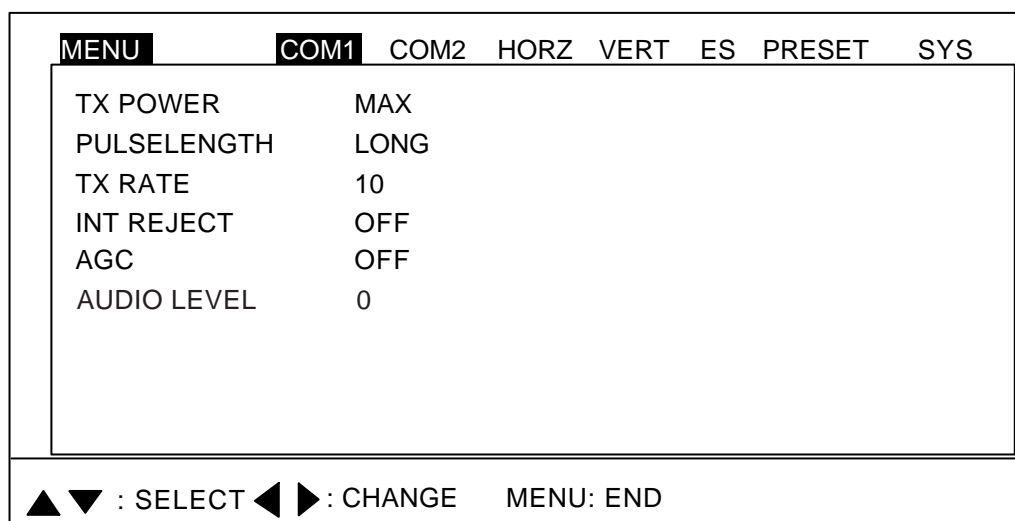 MENU COM1 COM2 HORZ VERT ES PRESET SYS
TX POWER MAX
PULSELENGTH LONG
TX RATE 10
INT REJECT OFF
AGC OFF
AUDIO LEVEL 0
▲ ▼ : SELECT ◀ ▶ : CHANGE MENU: END